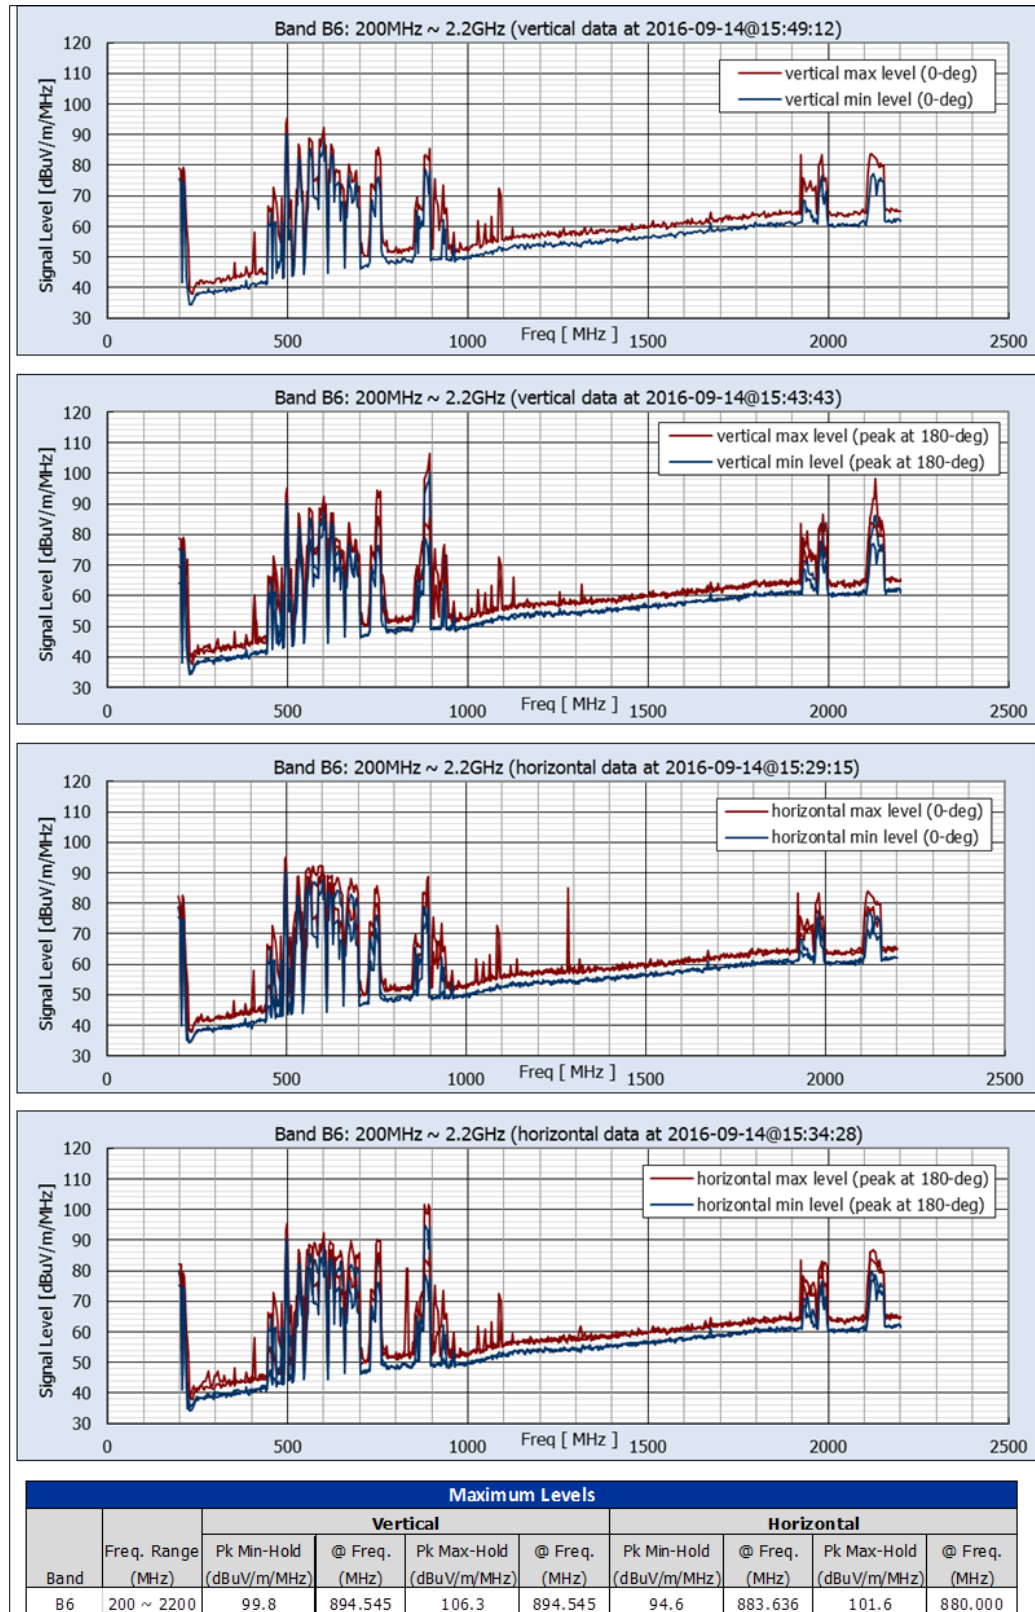 Band B6: 200MHz ~ 2.2GHz (vertical data at 2016-09-14@15:49:12)
Signal Level [dBuV/m/MHz]
120
110
100
90
80
70
60
50
40
30
vertical max level (0-deg)
vertical min level (0-deg)
0 500 1000 Freq [ MHz ] 1500 2000 2500
Band B6: 200MHz ~ 2.2GHz (vertical data at 2016-09-14@15:43:43)
Signal Level [dBuV/m/MHz]
120
110
100
90
80
70
60
50
40
30
vertical max level (peak at 180-deg)
vertical min level (peak at 180-deg)
0 500 1000 Freq [ MHz ] 1500 2000 2500
Band B6: 200MHz ~ 2.2GHz (horizontal data at 2016-09-14@15:29:15)
Signal Level [dBuV/m/MHz]
120
110
100
90
80
70
60
50
40
30
horizontal max level (0-deg)
horizontal min level (0-deg)
0 500 1000 Freq [ MHz ] 1500 2000 2500
Band B6: 200MHz ~ 2.2GHz (horizontal data at 2016-09-14@15:34:28)
Signal Level [dBuV/m/MHz]
120
110
100
90
80
70
60
50
40
30
horizontal max level (peak at 180-deg)
horizontal min level (peak at 180-deg)
0 500 1000 Freq [ MHz ] 1500 2000 2500
Maximum Levels
Vertical Horizontal
Freq. Range Pk Min-Hold @ Freq. Pk Max-Hold @ Freq. Pk Min-Hold @ Freq. Pk Max-Hold @ Freq.
Band (MHz) (dBuV/m/MHz) (MHz) (dBuV/m/MHz) (MHz) (dBuV/m/MHz) (MHz) (dBuV/m/MHz) (MHz)
B6 200 ~ 2200 99.8 894.545 106.3 894.545 94.6 883.636 101.6 880.000